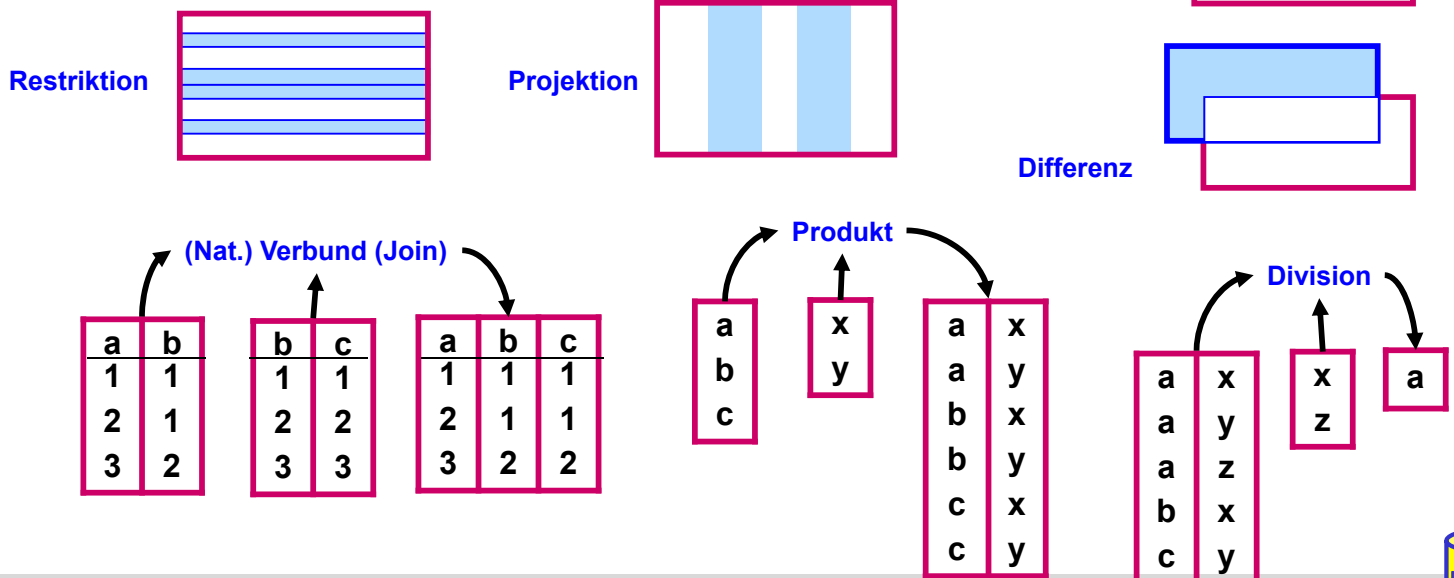 Restriktion
Projektion
Differenz
(Nat.) Verbund (Join)
a b
1 1
2 1
3 2
b c
1 1
2 2
3 3
a b c
1 1 1
2 1 1
3 2 2
Produkt
a
b
c
x
y
a x
a y
b x
b y
c x
c y
Division
a x
a y
a z
b x
c y
x
z
a